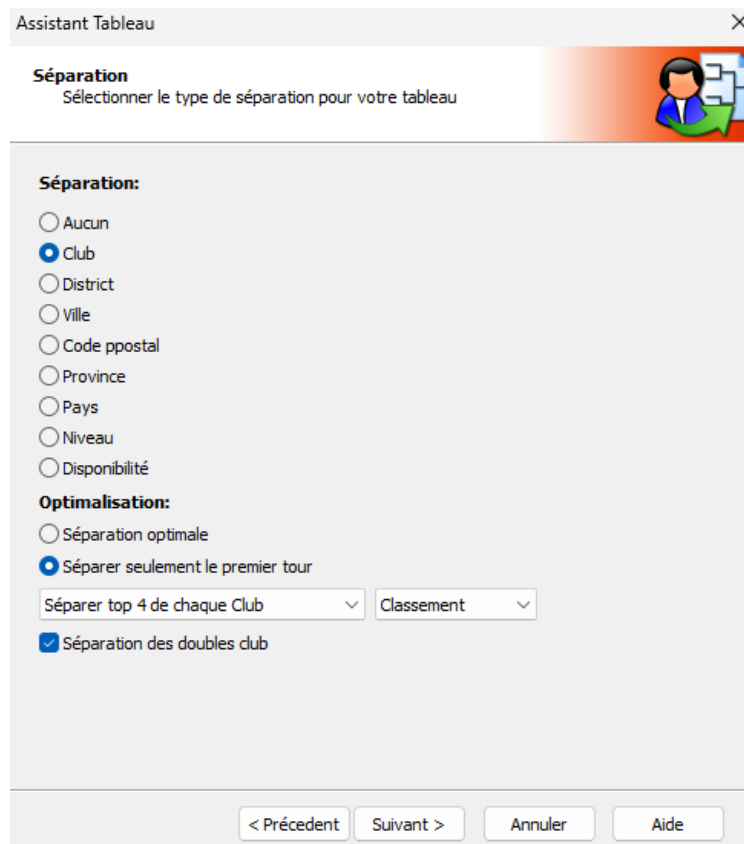 Assistant Tableau
Séparation
Sélectionner le type de séparation pour votre tableau
Séparation:
Aucun
Club
District
Ville
Code ppostal
Province
Pays
Niveau
Disponibilité
Optimalisation:
Séparation optimale
Séparer seulement le premier tour
Séparer top 4 de chaque Club Classement
Séparation des doubles club
< Précedent Suivant > Annuler Aide